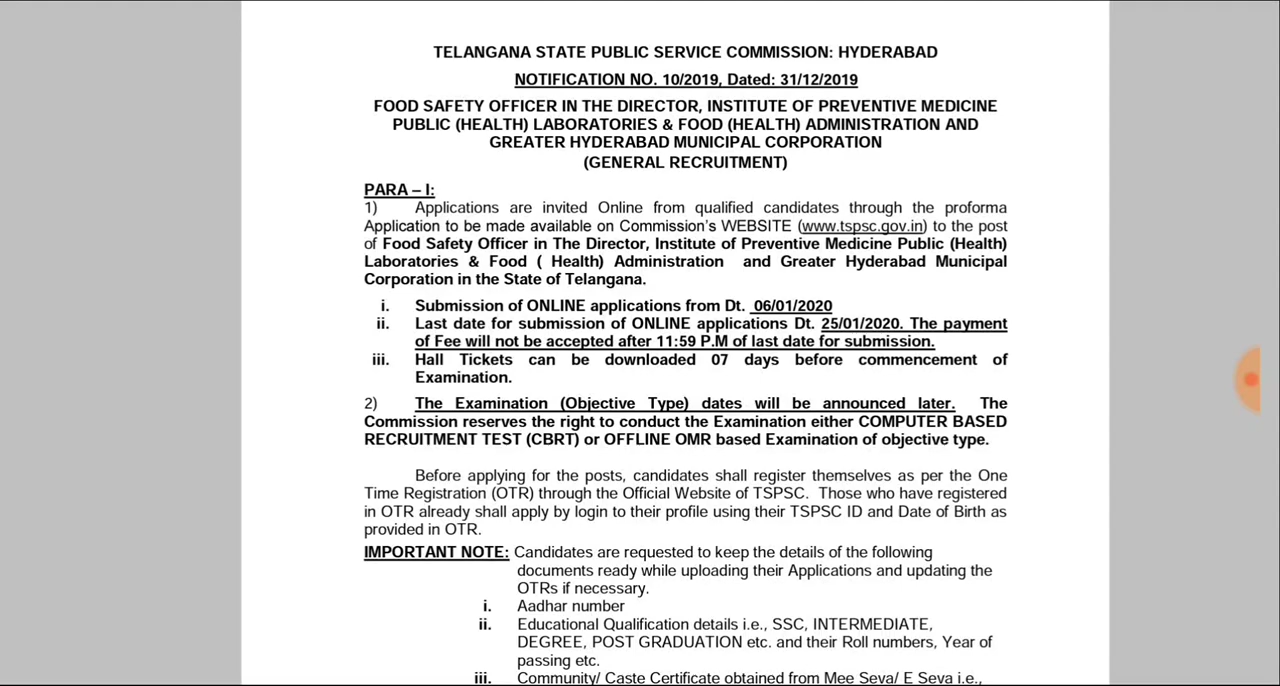 TELANGANA STATE PUBLIC SERVICE COMMISSION: HYDERABAD
NOTIFICATION NO. 10/2019, Dated: 31/12/2019
FOOD SAFETY OFFICER IN THE DIRECTOR, INSTITUTE OF PREVENTIVE MEDICINE
PUBLIC (HEALTH) LABORATORIES & FOOD (HEALTH) ADMINISTRATION AND
GREATER HYDERABAD MUNICIPAL CORPORATION
(GENERAL RECRUITMENT)
PARA – I:
1) Applications are invited Online from qualified candidates through the proforma
Application to be made available on Commission's WEBSITE (www.tspsc.gov.in) to the post
of Food Safety Officer in The Director, Institute of Preventive Medicine Public (Health)
Laboratories & Food ( Health) Administration and Greater Hyderabad Municipal
Corporation in the State of Telangana.
i. Submission of ONLINE applications from Dt. 06/01/2020
ii. Last date for submission of ONLINE applications Dt. 25/01/2020. The payment
of Fee will not be accepted after 11:59 P.M of last date for submission.
iii. Hall Tickets can be downloaded 07 days before commencement of
Examination.
2) The Examination (Objective Type) dates will be announced later. The
Commission reserves the right to conduct the Examination either COMPUTER BASED
RECRUITMENT TEST (CBRT) or OFFLINE OMR based Examination of objective type.
Before applying for the posts, candidates shall register themselves as per the One
Time Registration (OTR) through the Official Website of TSPSC. Those who have registered
in OTR already shall apply by login to their profile using their TSPSC ID and Date of Birth as
provided in OTR.
IMPORTANT NOTE: Candidates are requested to keep the details of the following
documents ready while uploading their Applications and updating the
OTRs if necessary.
i. Aadhar number
ii. Educational Qualification details i.e., SSC, INTERMEDIATE,
DEGREE, POST GRADUATION etc. and their Roll numbers, Year of
passing etc.
iii. Community/ Caste Certificate obtained from Mee Seva/ E Seva i.e.,